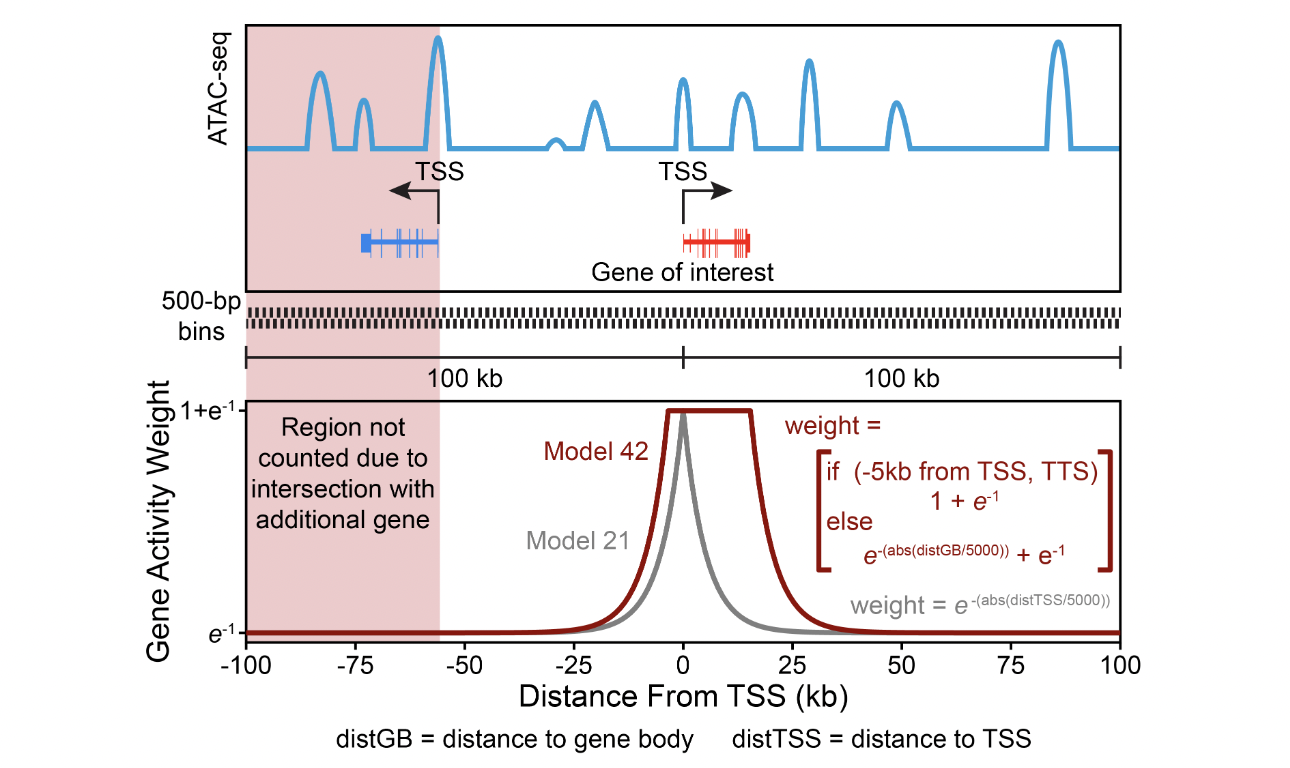 ATAC-seq
TSS
TSS
Gene of interest
500-bp
bins
100 kb
100 kb
Gene Activity Weight
1+e-1
e-1
Region not
counted due to
intersection with
additional gene
Model 42
Model 21
weight =
if (-5kb from TSS, TTS)
1 + e-1
else
e-(abs(distGB/5000)) + e-1
weight = e-(abs(distTSS/5000))
-100 -75 -50 -25 0 25 50 75 100
Distance From TSS (kb)
distGB = distance to gene body distTSS = distance to TSS